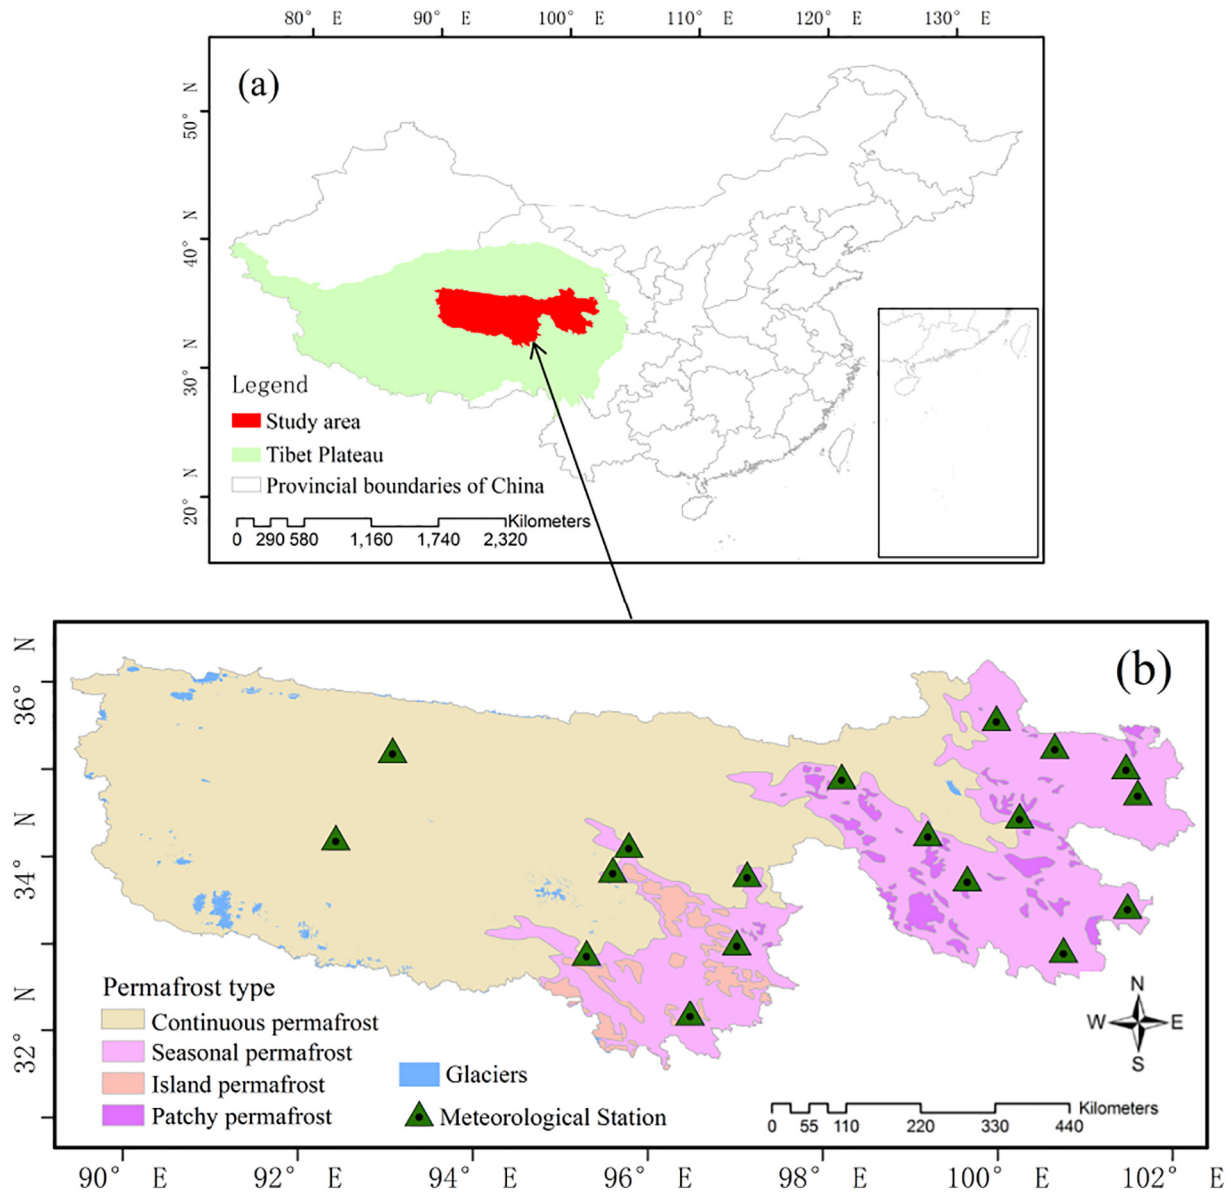 80° E 90° E 100° E 110° E 120° E 130° E
(a)
50° N
40° N
30° N
20° N
Legend
Study area
Tibet Plateau
Provincial boundaries of China
Kilometers
0 290 580 1,160 1,740 2,320
(b)
36° N
34° N
32° N
Permafrost type
Continuous permafrost
Seasonal permafrost
Island permafrost
Patchy permafrost
Glaciers
Meteorological Station
N
W E
S
Kilometers
0 55 110 220 330 440
90° E 92° E 94° E 96° E 98° E 100° E 102° E